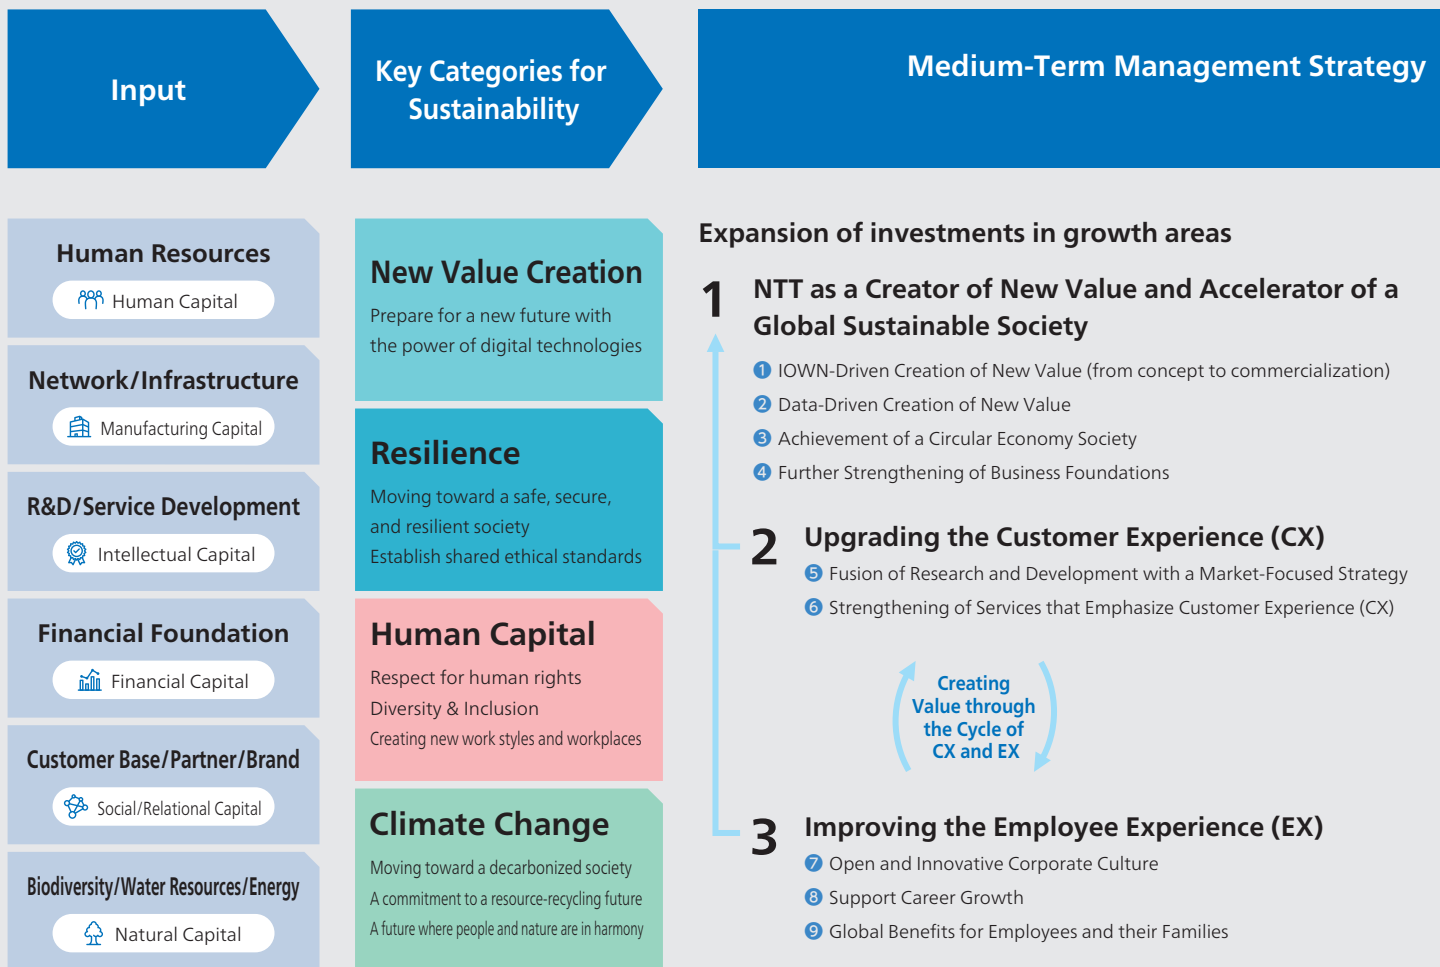 Input
Key Categories for
Sustainability
Medium-Term Management Strategy
Human Resources
Human Capital
Network/Infrastructure
Manufacturing Capital
R&D/Service Development
Intellectual Capital
Financial Foundation
Financial Capital
Customer Base/Partner/Brand
Social/Relational Capital
Biodiversity/Water Resources/Energy
Natural Capital
New Value Creation
Prepare for a new future with
the power of digital technologies
Resilience
Moving toward a safe, secure,
and resilient society
Establish shared ethical standards
Human Capital
Respect for human rights
Diversity & Inclusion
Creating new work styles and workplaces
Climate Change
Moving toward a decarbonized society
A commitment to a resource-recycling future
A future where people and nature are in harmony
Expansion of investments in growth areas
1 NTT as a Creator of New Value and Accelerator of a
Global Sustainable Society
❶ IOWN-Driven Creation of New Value (from concept to commercialization)
❷ Data-Driven Creation of New Value
❸ Achievement of a Circular Economy Society
❹ Further Strengthening of Business Foundations
2 Upgrading the Customer Experience (CX)
❺ Fusion of Research and Development with a Market-Focused Strategy
❻ Strengthening of Services that Emphasize Customer Experience (CX)
Creating
Value through
the Cycle of
CX and EX
3 Improving the Employee Experience (EX)
❼ Open and Innovative Corporate Culture
❽ Support Career Growth
❾ Global Benefits for Employees and their Families